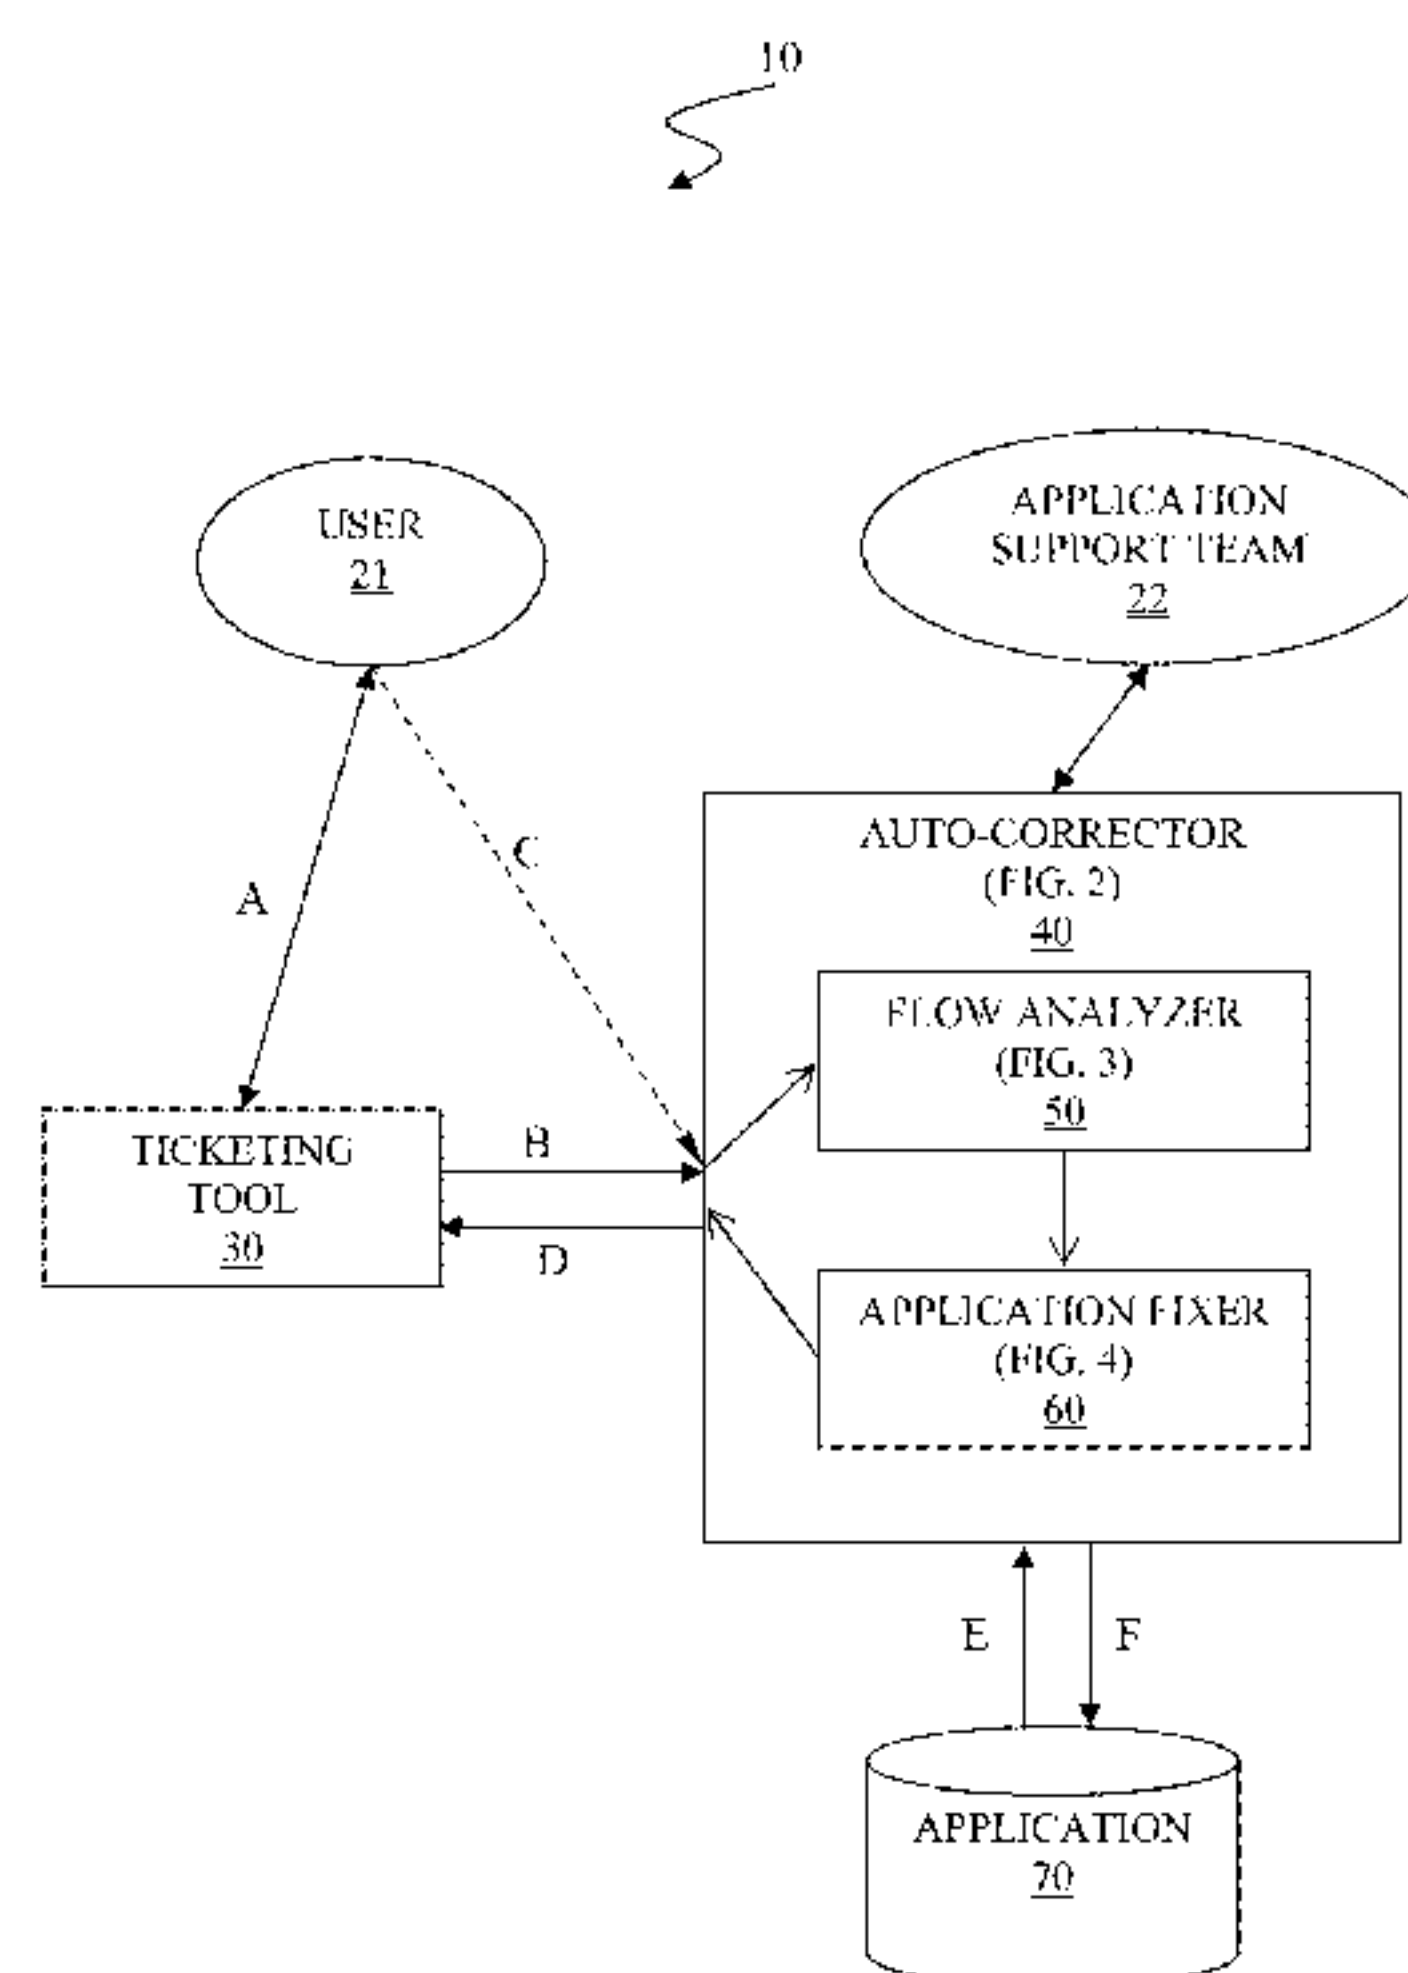 10
USER
21
APPLICATION
SUPPORT TEAM
22
A
C
AUTO-CORRECTOR
(FIG. 2)
40
FLOW ANALYZER
(FIG. 3)
50
TICKETING
TOOL
30
B
D
APPLICATION FIXER
(FIG. 4)
60
E
F
APPLICATION
70